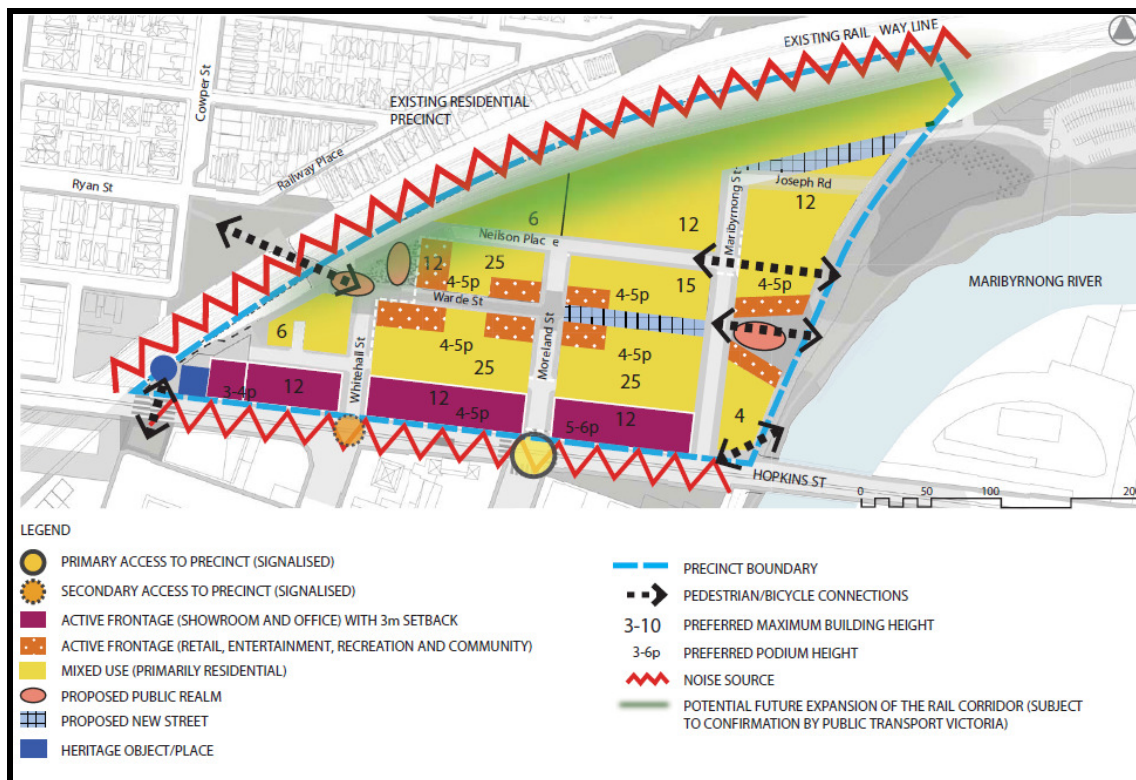 EXISTING RAIL WAY LINE
Cowper St
EXISTING RESIDENTIAL
PRECINCT
Railway Place
Ryan St
Maribyrnong St
Joseph Rd
12
6
12
Neilson Plac e
12
25
4-5p
4-5p
15
4-5p
MARIBYRNONG RIVER
Warde St
6
Whitehall St
4-5p
25
Moreland St
4-5p
25
3-4p
12
12
4-5p
5-6p
12
4
HOPKINS ST
0 50 100 200
LEGEND
PRIMARY ACCESS TO PRECINCT (SIGNALISED)
SECONDARY ACCESS TO PRECINCT (SIGNALISED)
ACTIVE FRONTAGE (SHOWROOM AND OFFICE) WITH 3m SETBACK
ACTIVE FRONTAGE (RETAIL, ENTERTAINMENT, RECREATION AND COMMUNITY)
MIXED USE (PRIMARILY RESIDENTIAL)
PROPOSED PUBLIC REALM
PROPOSED NEW STREET
HERITAGE OBJECT/PLACE
PRECINCT BOUNDARY
PEDESTRIAN/BICYCLE CONNECTIONS
3-10 PREFERRED MAXIMUM BUILDING HEIGHT
3-6p PREFERRED PODIUM HEIGHT
NOISE SOURCE
POTENTIAL FUTURE EXPANSION OF THE RAIL CORRIDOR (SUBJECT
TO CONFIRMATION BY PUBLIC TRANSPORT VICTORIA)